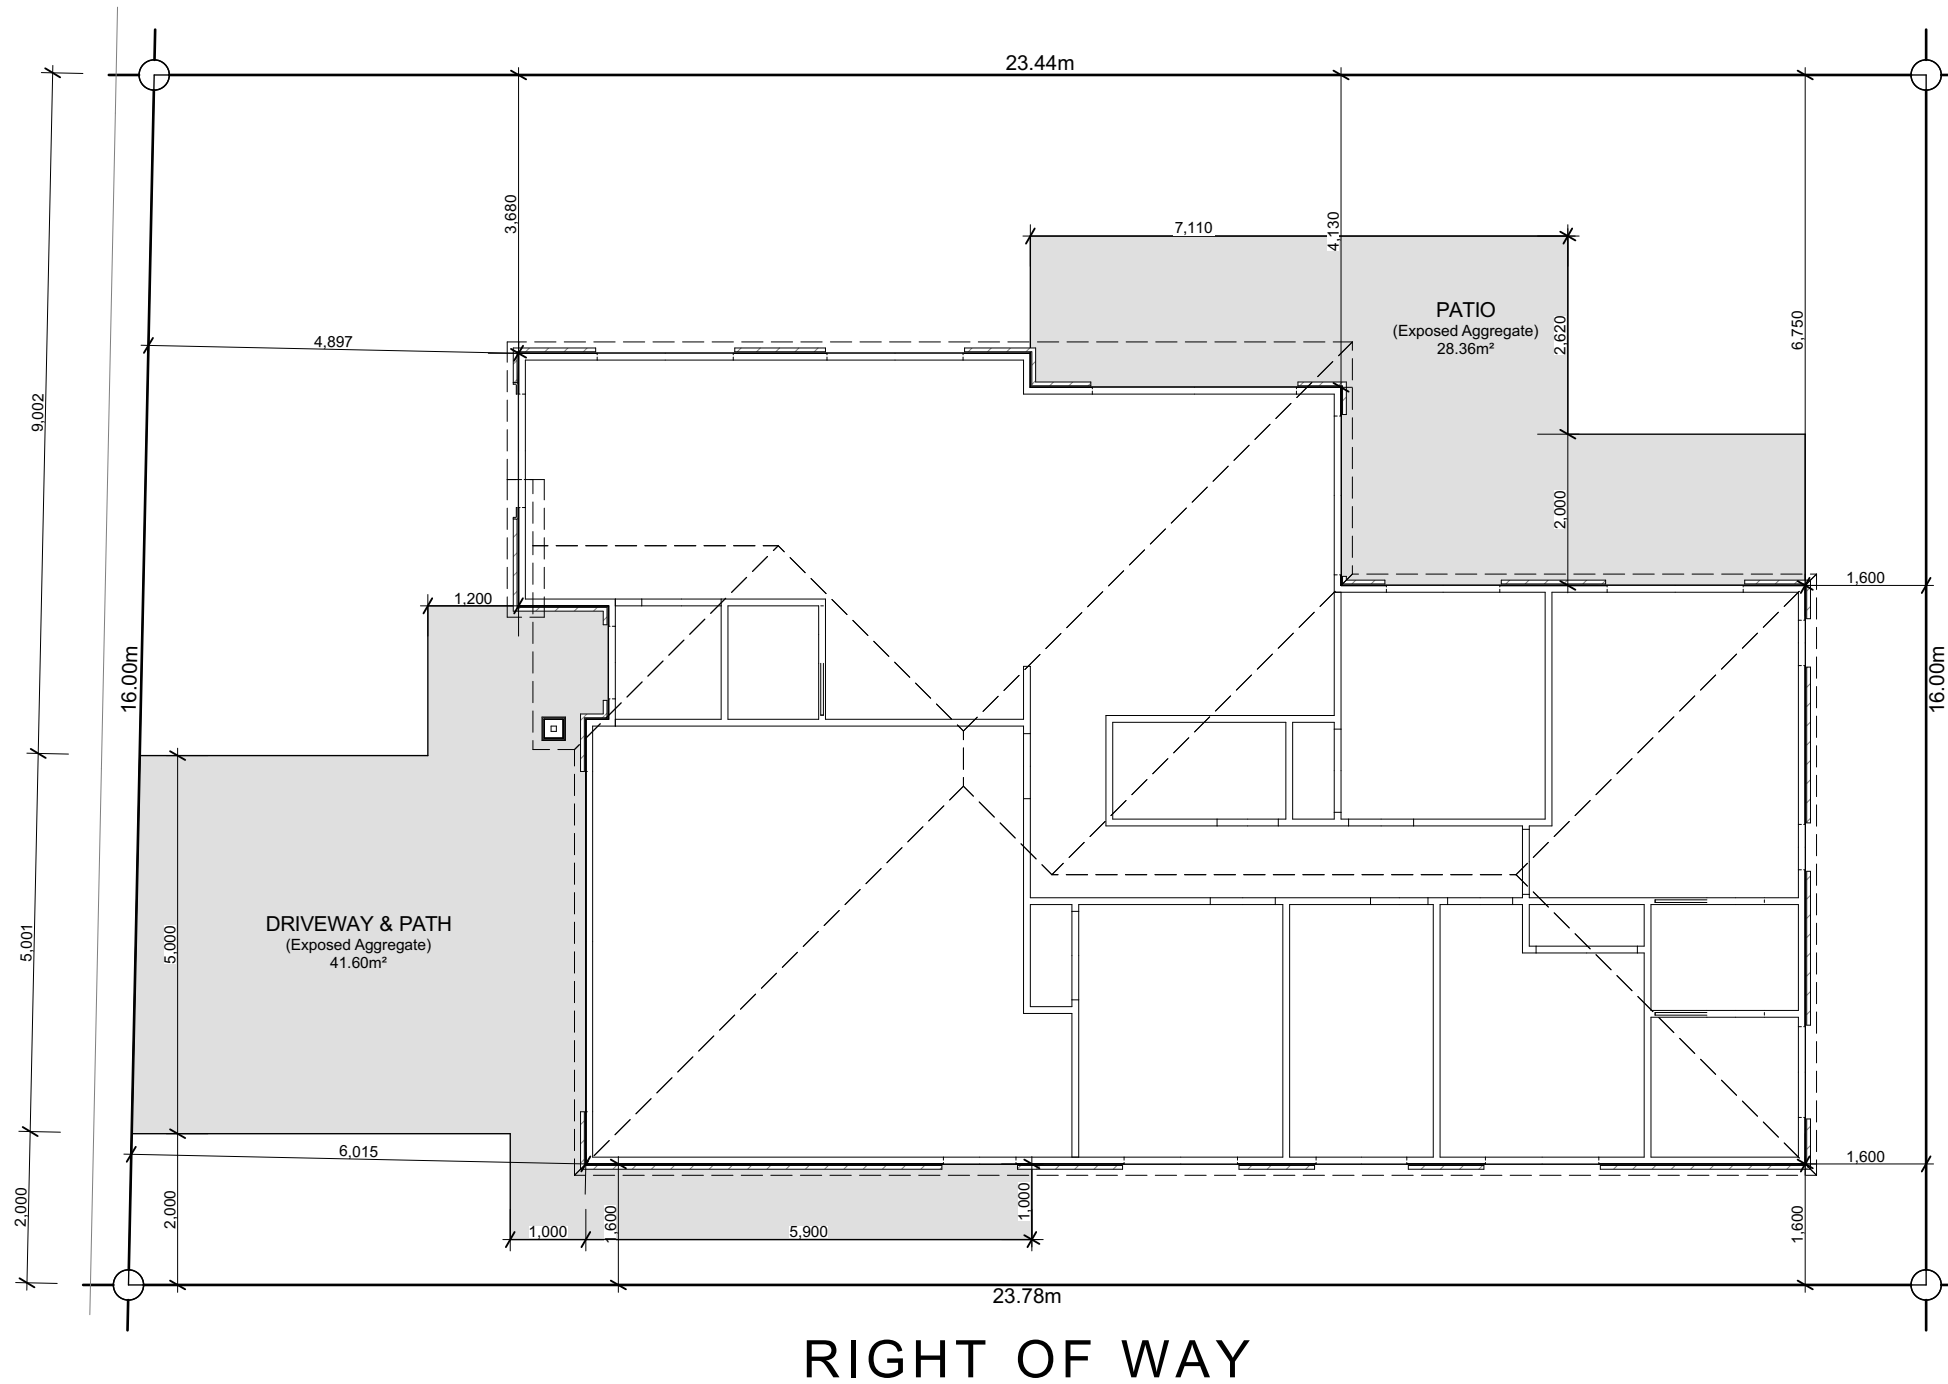 23.44m
3,680
4,130
7,110
PATIO
(Exposed Aggregate)
28.36m²
2,620
6,750
4,897
9,002
2,000
1,600
1,200
16.00m
16.00m
DRIVEWAY & PATH
(Exposed Aggregate)
41.60m²
5,001
5,000
6,015
1,600
2,000
2,000
1,000
1,600
5,900
1,000
1,600
23.78m
RIGHT OF WAY